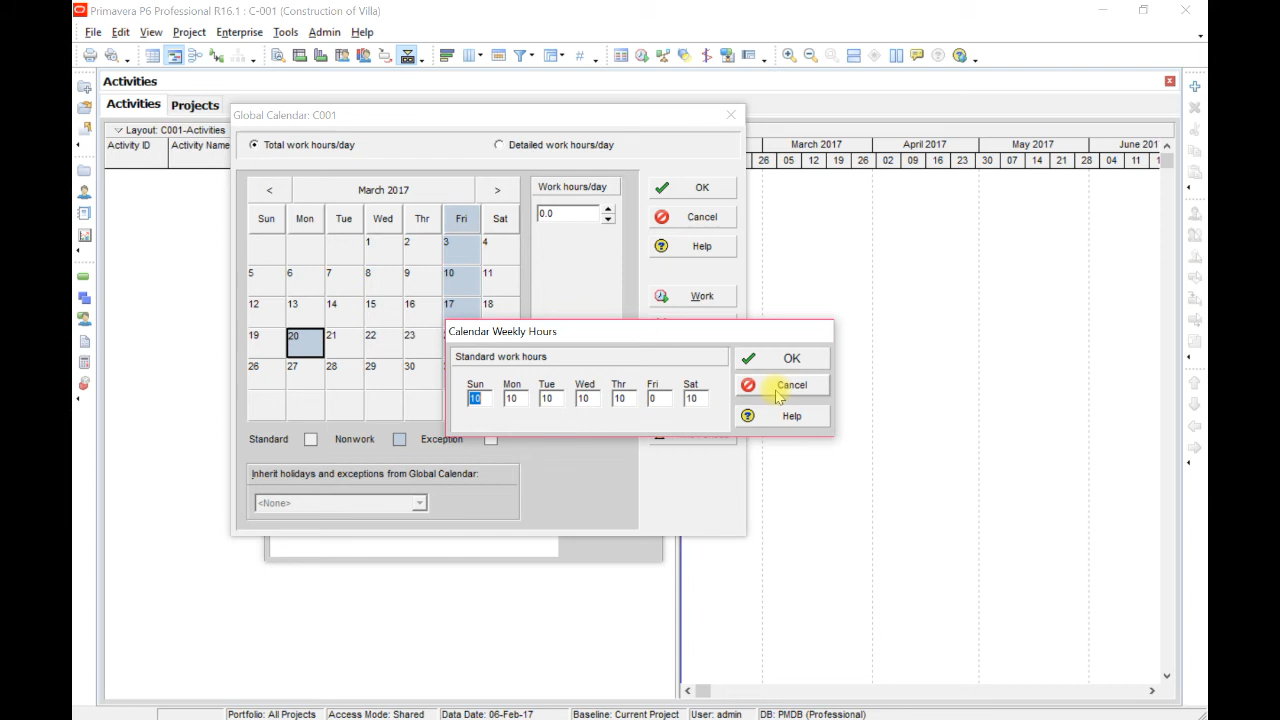 Primavera P6 Professional R16.1 : C-001 (Construction of Villa)
File Edit View Project Enterprise Tools Admin Help
Activities
Activities Projects
Layout: C001-Activities
Activity ID Activity Name
March 2017 April 2017 May 2017 June 201
26 05 12 19 26 02 09 16 23 30 07 14 21 28 04 11
Global Calendar: C001
Total work hours/day Detailed work hours/day
< March 2017 >
Sun Mon Tue Wed Thr Fri Sat
1 2 3 4
5 6 7 8 9 10 11
12 13 14 15 16 17 18
19 20 21 22 23
26 27 28 29 30
Work hours/day
0.0
OK
Cancel
Help
Work
Standard Nonwork Exception
Inherit holidays and exceptions from Global Calendar:
<None>
Calendar Weekly Hours
Standard work hours
Sun Mon Tue Wed Thr Fri Sat
10 10 10 10 10 0 10
OK
Cancel
Help
Portfolio: All Projects Access Mode: Shared Data Date: 06-Feb-17 Baseline: Current Project User: admin DB: PMDB (Professional)